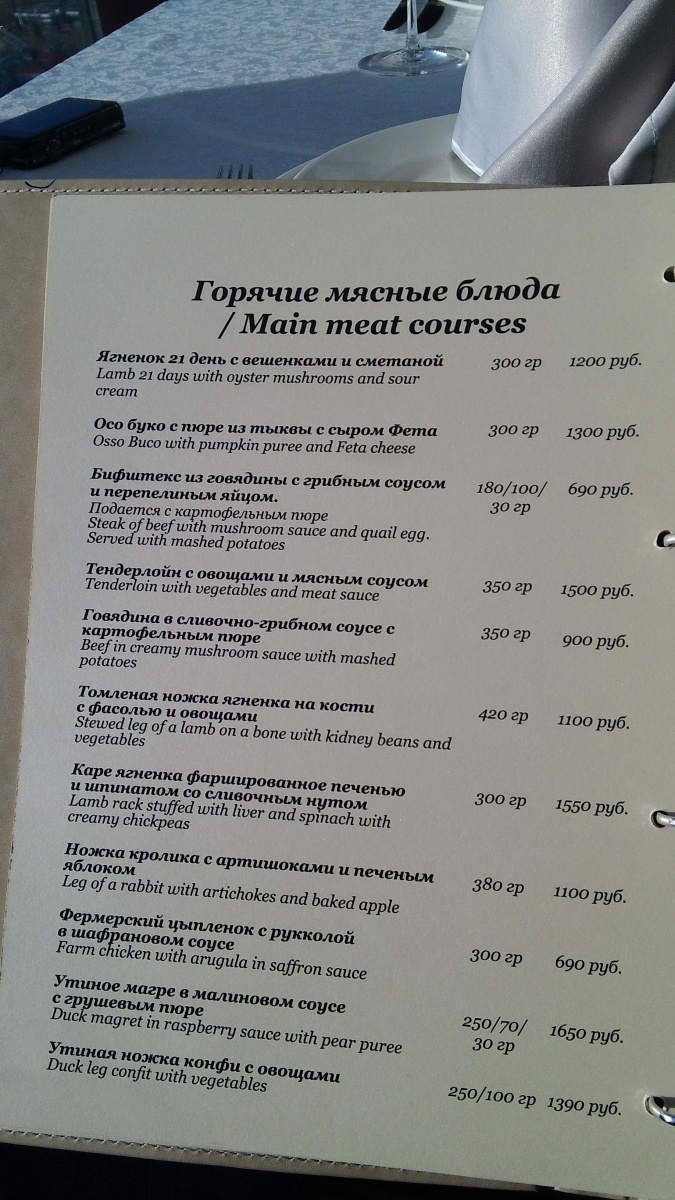 Горячие мясные блюда
/ Main meat courses
Ягненок 21 день с вешенками и сметаной 300 гр 1200 руб.
Lamb 21 days with oyster mushrooms and sour
cream
Осо буко с пюре из тыквы с сыром Фета 300 гр 1300 руб.
Osso Buco with pumpkin puree and Feta cheese
Бифштекс из говядины с грибным соусом 180/100/ 690 руб.
и перепелиным яйцом. 30 гр
Подается с картофельным пюре
Steak of beef with mushroom sauce and quail egg.
Served with mashed potatoes
Тендерлойн с овощами и мясным соусом 350 гр 1500 руб.
Tenderloin with vegetables and meat sauce
Говядина в сливочно-грибном соусе с 350 гр 900 руб.
картофельным пюре
Beef in creamy mushroom sauce with mashed
potatoes
Томленая ножка ягненка на кости 420 гр 1100 руб.
с фасолью и овощами
Stewed leg of a lamb on a bone with kidney beans and
vegetables
Каре ягненка фаршированное печенью 300 гр 1550 руб.
и шпинатом со сливочным нутом
Lamb rack stuffed with liver and spinach with
creamy chickpeas
Ножка кролика с артишоками и печеным 380 гр 1100 руб.
яблоком
Leg of a rabbit with artichokes and baked apple
Фермерский цыпленок с рукколой 300 гр 690 руб.
в шафрановом соусе
Farm chicken with arugula in saffron sauce
Утиное магре в малиновом соусе 250/70/ 1650 руб.
с грушевым пюре 30 гр
Duck magret in raspberry sauce with pear puree
Утиная ножка конфи с овощами 250/100 гр 1390 руб.
Duck leg confit with vegetables